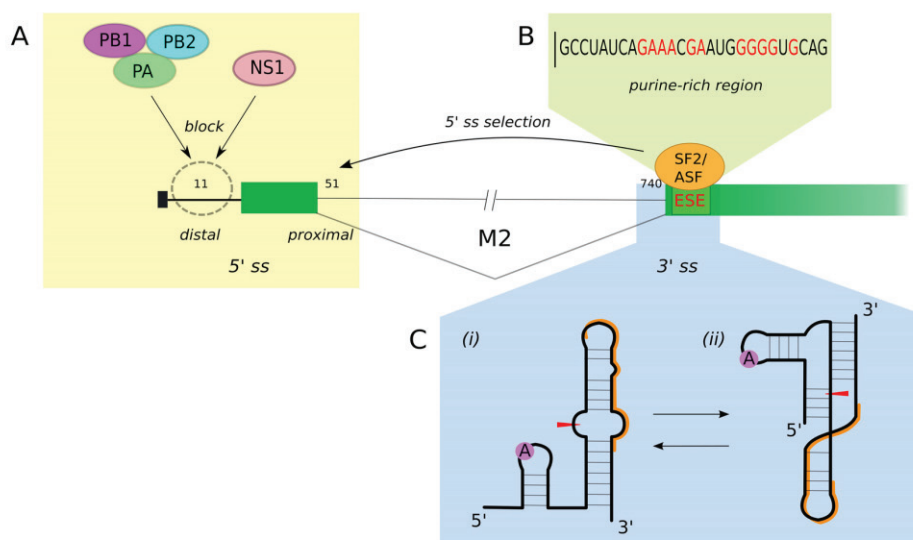 A
PB1
PB2
PA
NS1
block
11
51
distal
proximal
5' ss
5' ss selection
M2
B
GCCUAUCAGAAACGAAUGGGGGUGCAG
purine-rich region
SF2/
ASF
740
ESE
3' ss
C
(i)
A
5'
3'
(ii)
A
3'
5'
3'